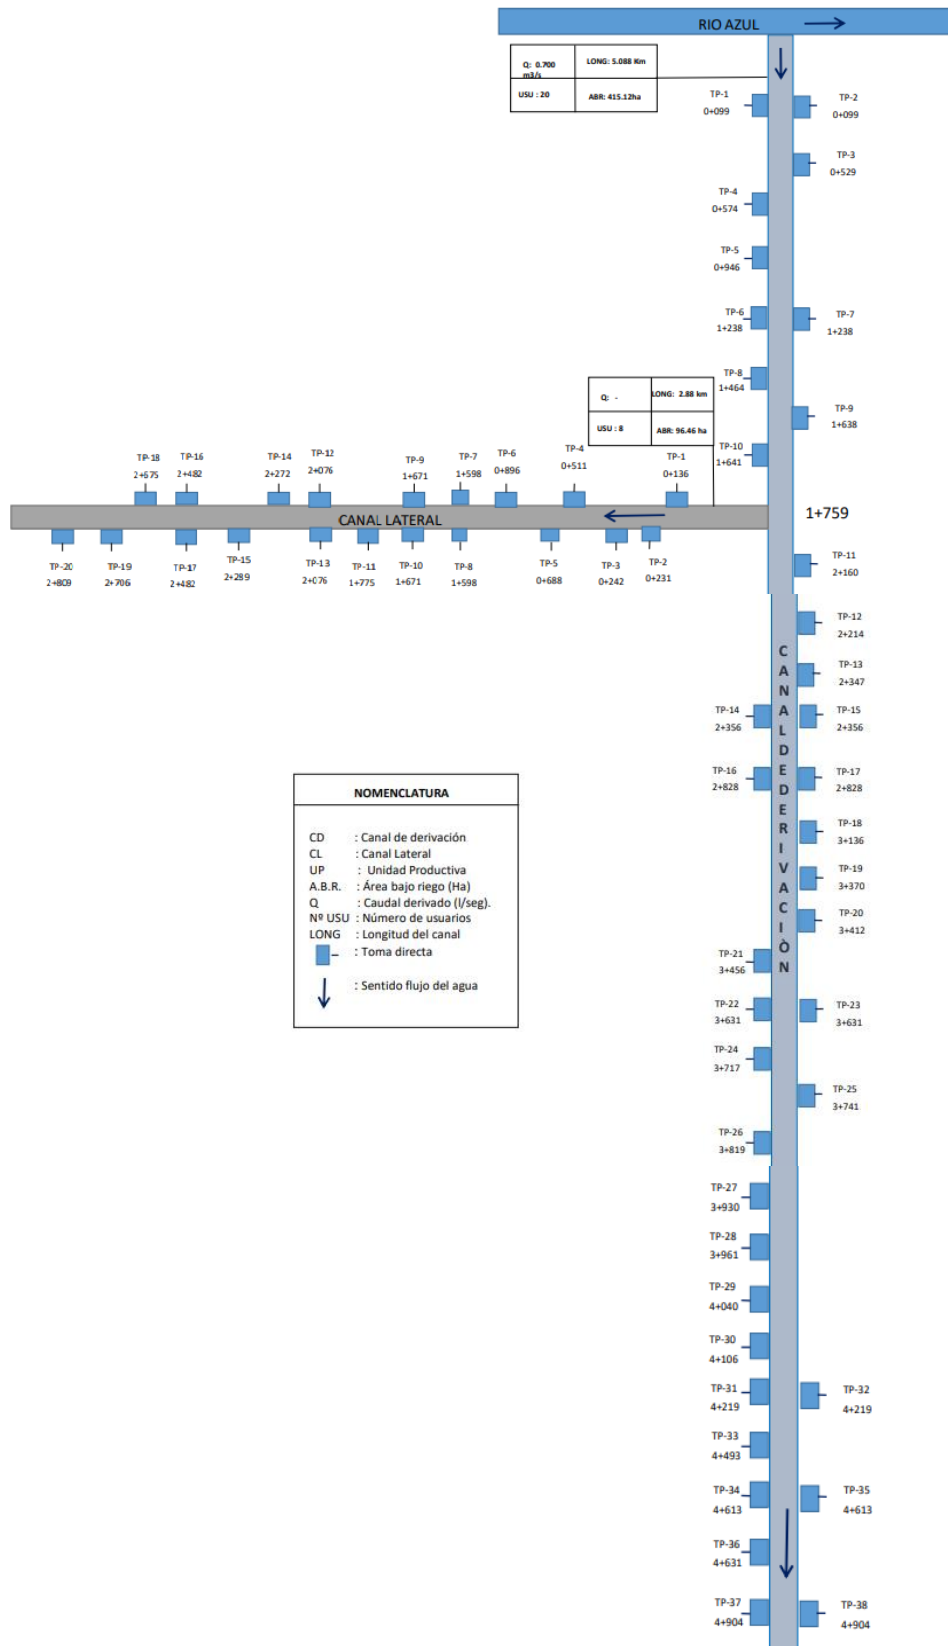 RIO AZUL
Q: 0.700 m3/s
LONG: 5.088 Km
USU : 20
ABR: 415.12ha
TP-1
0+099
TP-2
0+099
TP-3
0+529
TP-4
0+574
TP-5
0+946
TP-6
1+238
TP-7
1+238
TP-8
1+464
TP-9
1+638
TP-10
1+641
Q: -
LONG: 2.88 km
USU : 8
ABR: 96.46 ha
TP-18
2+675
TP-16
2+482
TP-14
2+272
TP-12
2+076
TP-9
1+671
TP-7
1+598
TP-6
0+896
TP-4
0+511
TP-1
0+136
CANAL LATERAL
1+759
TP-20
2+809
TP-19
2+706
TP-17
2+482
TP-15
2+289
TP-13
2+076
TP-11
1+775
TP-10
1+671
TP-8
1+598
TP-5
0+688
TP-3
0+242
TP-2
0+231
TP-11
2+160
TP-12
2+214
CANAL DE DERIVACIÒN
TP-13
2+347
TP-14
2+356
TP-15
2+356
TP-16
2+828
TP-17
2+828
TP-18
3+136
TP-19
3+370
TP-20
3+412
TP-21
3+456
TP-22
3+631
TP-23
3+631
TP-24
3+717
TP-25
3+741
TP-26
3+819
TP-27
3+930
TP-28
3+961
TP-29
4+040
TP-30
4+106
TP-31
4+219
TP-32
4+219
TP-33
4+493
TP-34
4+613
TP-35
4+613
TP-36
4+631
TP-37
4+904
TP-38
4+904
NOMENCLATURA
CD : Canal de derivación
CL : Canal Lateral
UP : Unidad Productiva
A.B.R. : Área bajo riego (Ha)
Q : Caudal derivado (l/seg).
Nº USU : Número de usuarios
LONG : Longitud del canal
: Toma directa
: Sentido flujo del agua